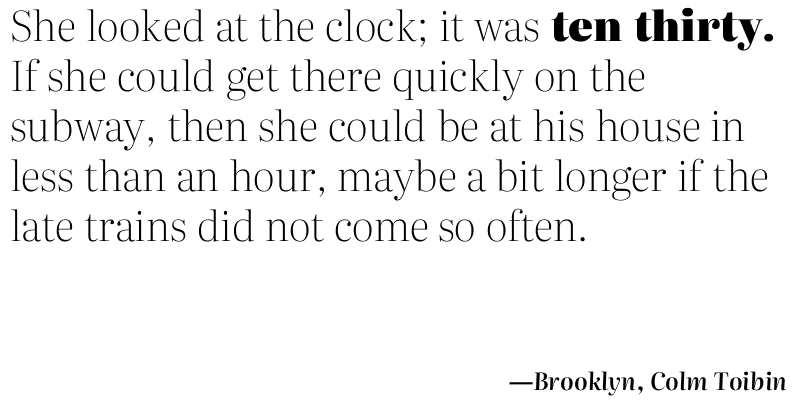 She looked at the clock; it was ten thirty.
If she could get there quickly on the
subway, then she could be at his house in
less than an hour, maybe a bit longer if the
late trains did not come so often.
—Brooklyn, Colm Toibin